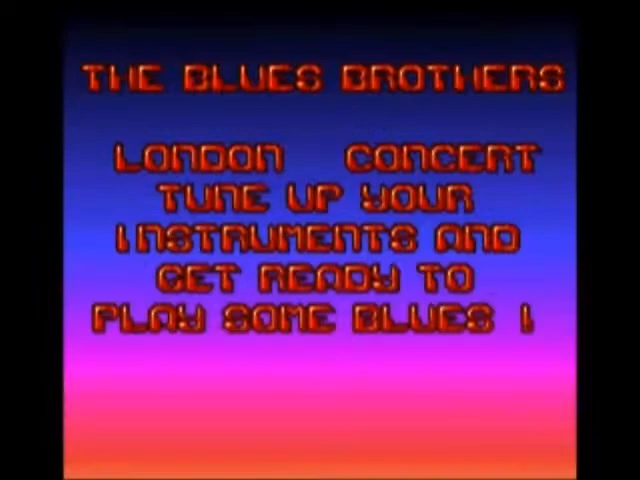 THE BLUES BROTHERS
LONDON CONCERT
TUNE UP YOUR
INSTRUMENTS AND
GET READY TO
PLAY SOME BLUES !